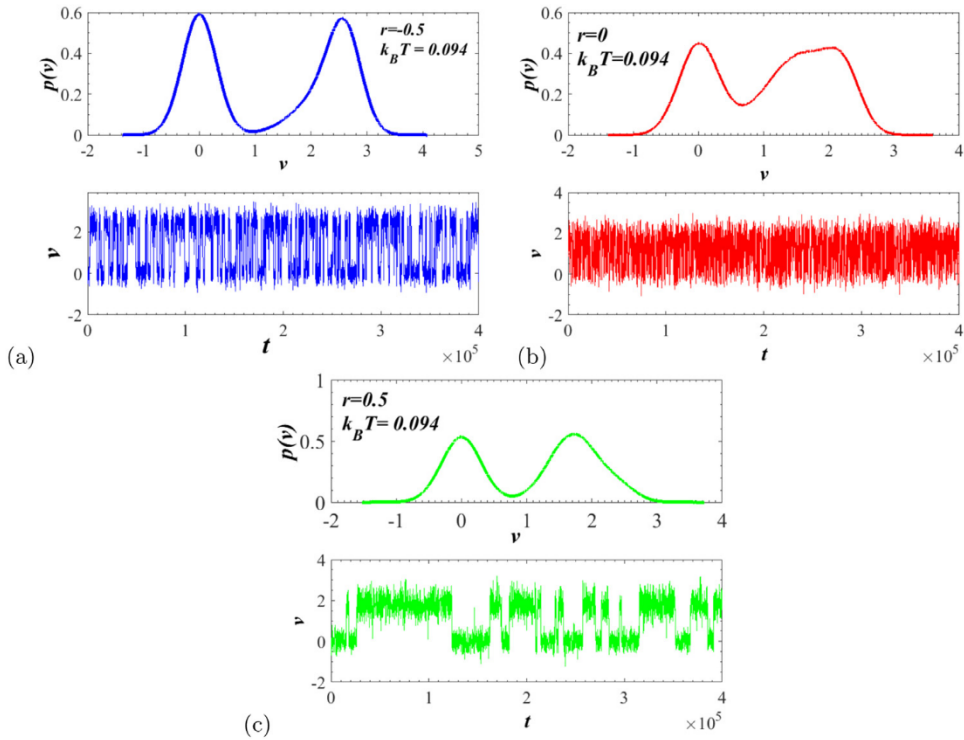 0.6
0.4
0.2
0
p(v)
r=-0.5
k_BT = 0.094
-2 -1 0 1 2 3 4 5
v
2
0
-2
v
0 1 2 3 4
t
×10^5
(a)
0.6
0.4
0.2
0
p(v)
r=0
k_BT=0.094
-2 -1 0 1 2 3 4
v
4
2
0
-2
v
0 1 2 3 4
t
×10^5
(b)
1
0.5
0
p(v)
r=0.5
k_BT= 0.094
-2 -1 0 1 2 3 4
v
4
2
0
-2
v
0 1 2 3 4
t
×10^5
(c)